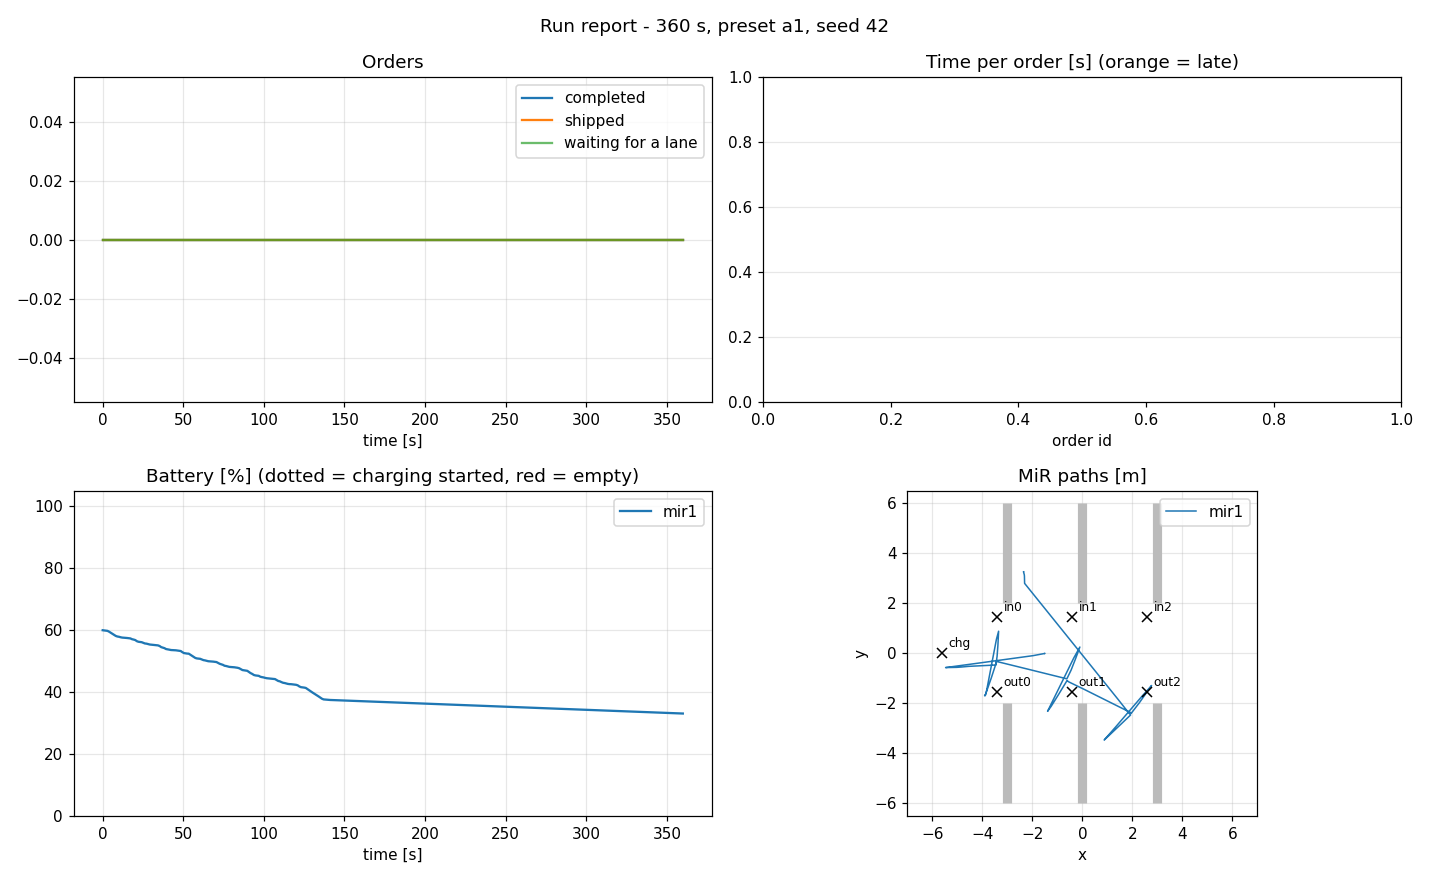 Run report - 360 s, preset a1, seed 42
Orders
completed
shipped
waiting for a lane
0.04
0.02
0.00
−0.02
−0.04
0 50 100 150 200 250 300 350
time [s]
Time per order [s] (orange = late)
1.0
0.8
0.6
0.4
0.2
0.0
0.0 0.2 0.4 0.6 0.8 1.0
order id
Battery [%] (dotted = charging started, red = empty)
mir1
100
80
60
40
20
0
0 50 100 150 200 250 300 350
time [s]
MiR paths [m]
mir1
6
4
2
0
−2
−4
−6
y
in0 in1 in2
chg
out0 out1 out2
−6 −4 −2 0 2 4 6
x